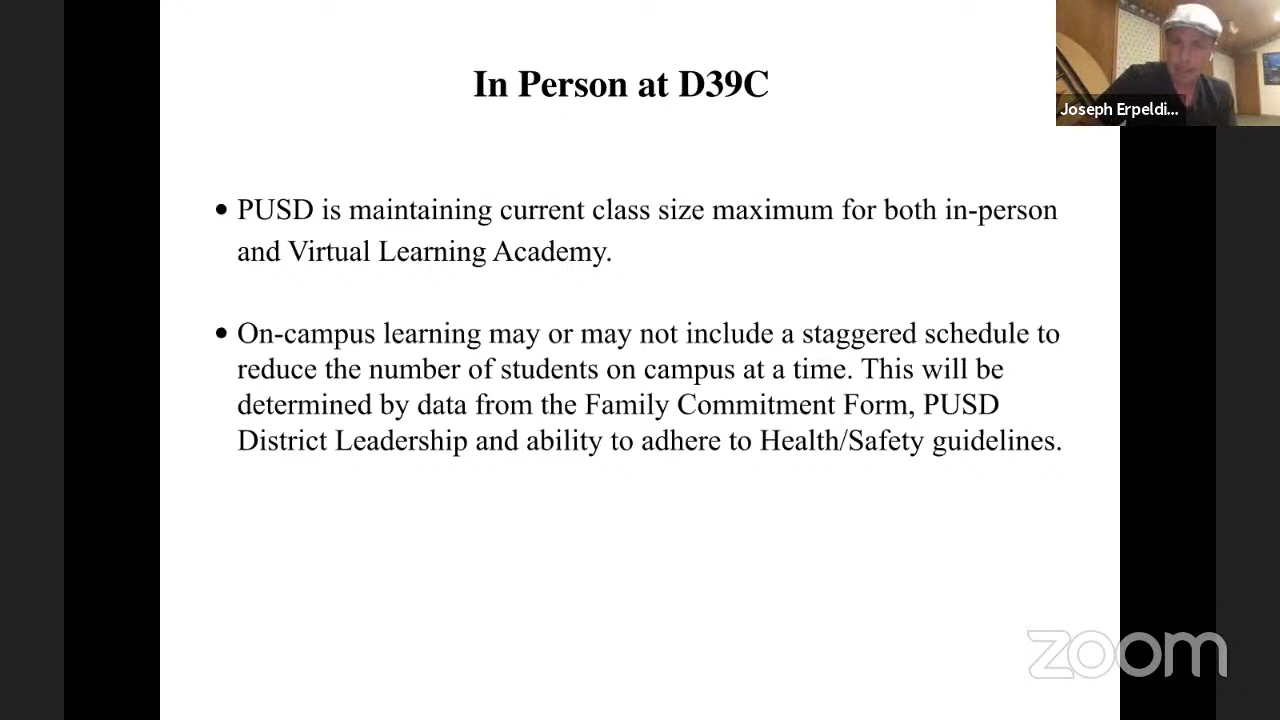 In Person at D39C
Joseph Erpeldi...
• PUSD is maintaining current class size maximum for both in-person
and Virtual Learning Academy.
• On-campus learning may or may not include a staggered schedule to
reduce the number of students on campus at a time. This will be
determined by data from the Family Commitment Form, PUSD
District Leadership and ability to adhere to Health/Safety guidelines.
zoom